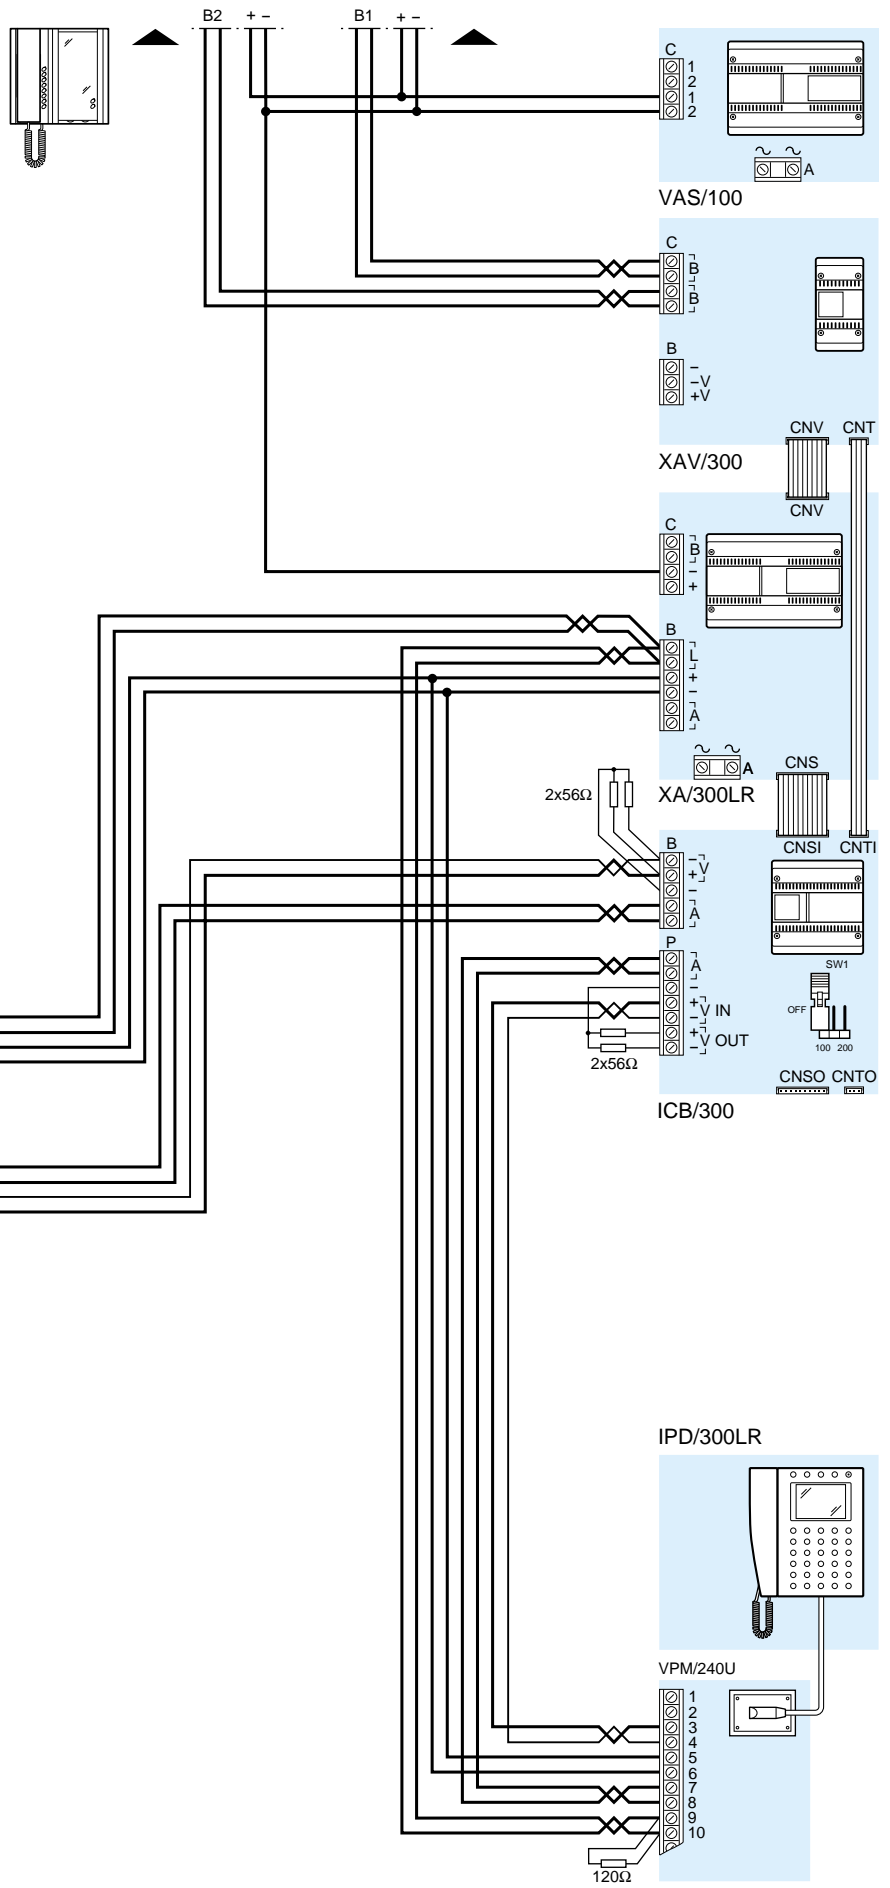 B2 + − B1 + −
C
1
2
1
2
A
VAS/100
C
B
B
B
−
−V
+V
CNV CNT
XAV/300
CNV
C
B
−
+
B
L
+
−
A
A
CNS
2x56Ω XA/300LR
CNSI CNTI
B
− V
+
−
A
P
A
−
+ V IN
−
+ V OUT
−
2x56Ω
SW1
OFF
100 200
CNSO CNTO
ICB/300
IPD/300LR
VPM/240U
1
2
3
4
5
6
7
8
9
10
120Ω